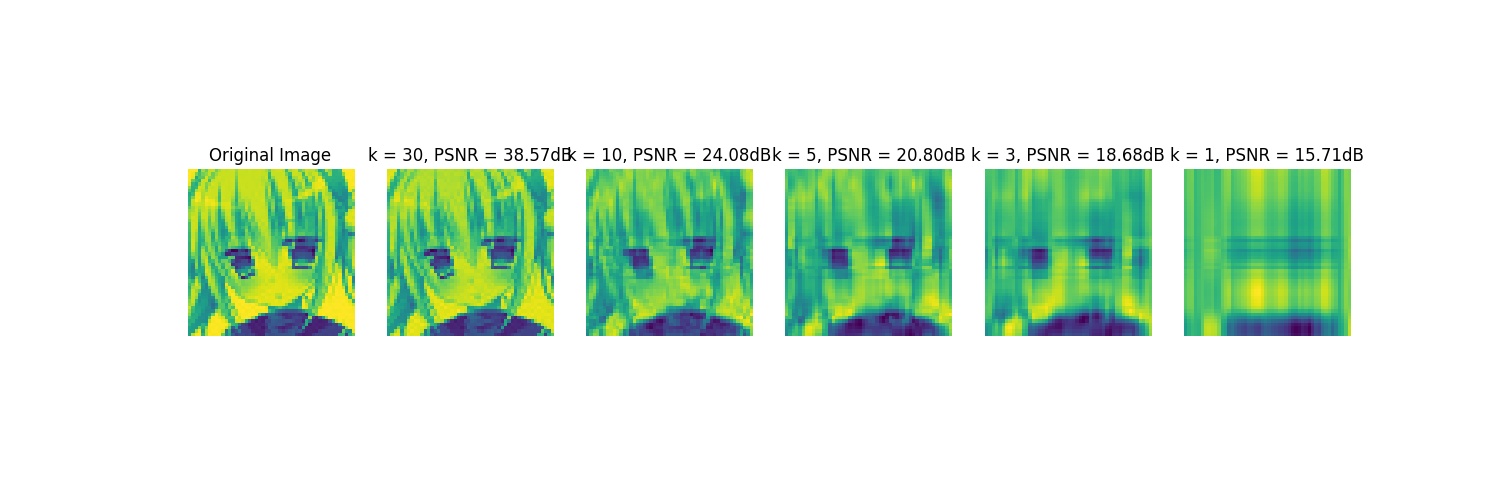 Original Image
k = 30, PSNR = 38.57dB
k = 10, PSNR = 24.08dB
k = 5, PSNR = 20.80dB
k = 3, PSNR = 18.68dB
k = 1, PSNR = 15.71dB